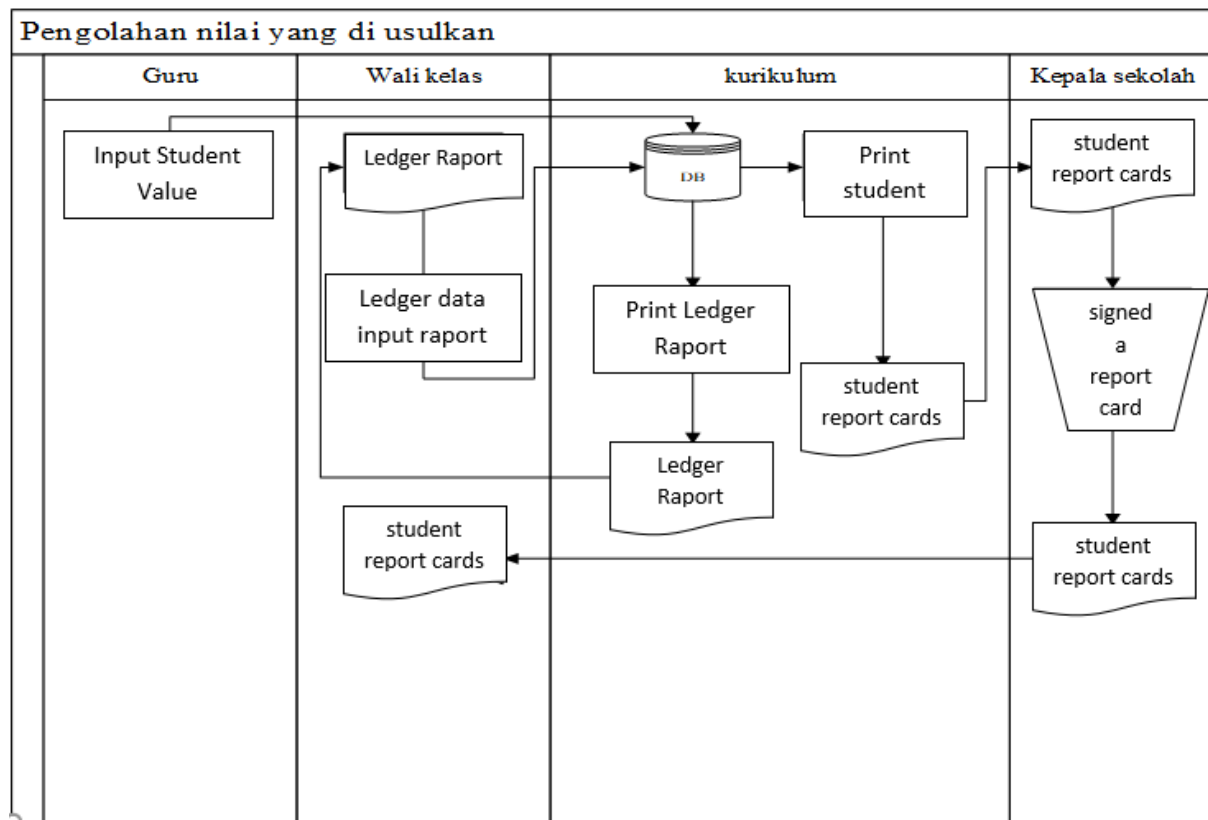 Pengolahan nilai yang di usulkan
Guru
Wali kelas
kurikulum
Kepala sekolah
Input Student
Value
Ledger Raport
Ledger data
input raport
DB
Print
student
Print Ledger
Raport
student
report cards
Ledger
Raport
student
report cards
signed
a
report
card
student
report cards
student
report cards